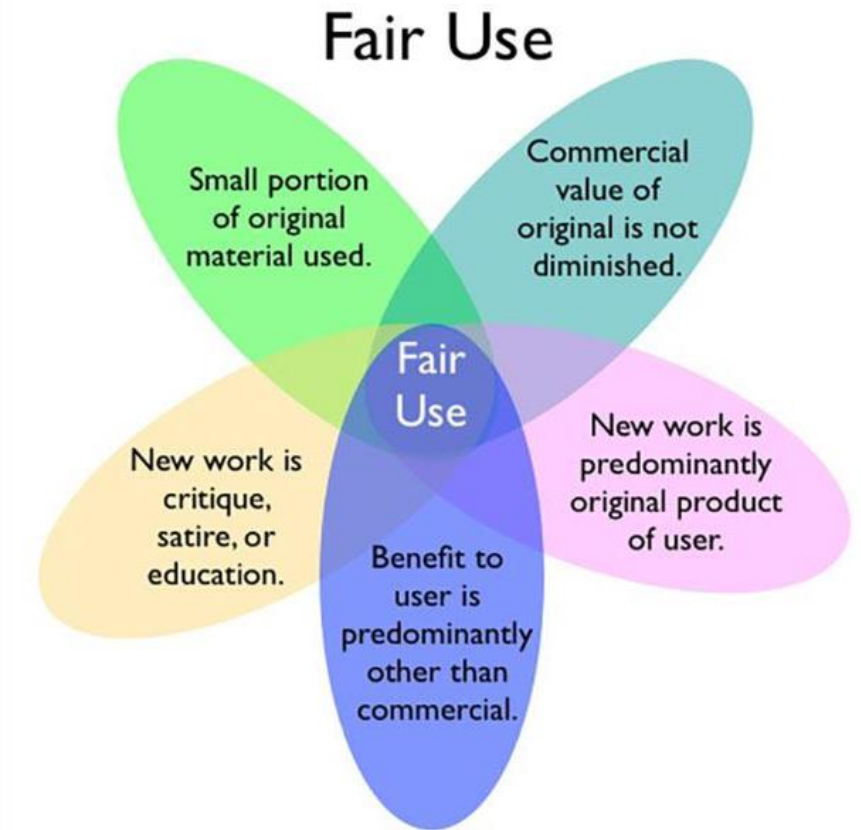 Fair Use
Small portion
of original
material used.
Commercial
value of
original is not
diminished.
Fair
Use
New work is
critique,
satire, or
education.
New work is
predominantly
original product
of user.
Benefit to
user is
predominantly
other than
commercial.